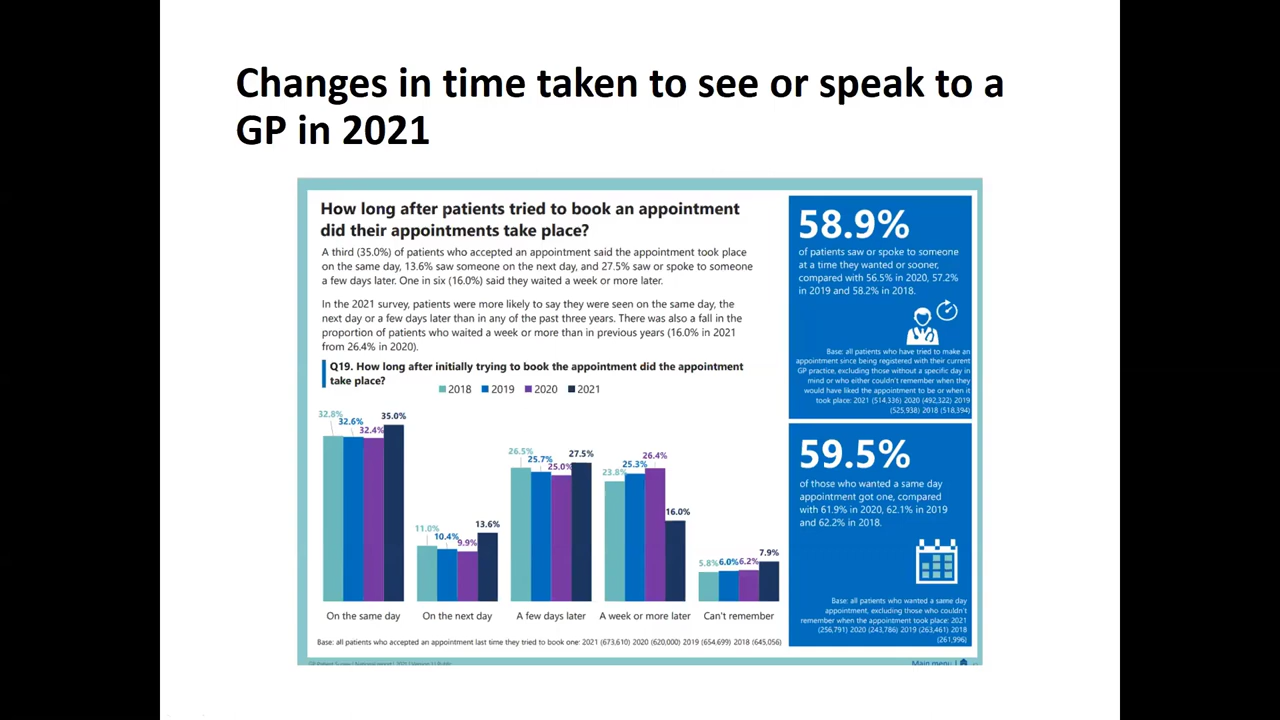 Changes in time taken to see or speak to a
GP in 2021
How long after patients tried to book an appointment
did their appointments take place?
A third (35.0%) of patients who accepted an appointment said the appointment took place
on the same day, 13.6% saw someone on the next day, and 27.5% saw or spoke to someone
a few days later. One in six (16.0%) said they waited a week or more later.
In the 2021 survey, patients were more likely to say they were seen on the same day, the
next day or a few days later than in any of the past three years. There was also a fall in the
proportion of patients who waited a week or more than in previous years (16.0% in 2021
from 26.4% in 2020).
Q19. How long after initially trying to book the appointment did the appointment
take place?
2018 2019 2020 2021
32.8% 32.6% 32.4% 35.0%
11.0% 10.4% 9.9% 13.6%
26.5% 25.7% 25.0% 27.5%
23.8% 25.3% 26.4% 16.0%
5.8% 6.0% 6.2% 7.9%
On the same day On the next day A few days later A week or more later Can't remember
Base: all patients who accepted an appointment last time they tried to book one: 2021 (673,610) 2020 (620,000) 2019 (654,699) 2018 (645,056)
58.9%
of patients saw or spoke to someone
at a time they wanted or sooner,
compared with 56.5% in 2020, 57.2%
in 2019 and 58.2% in 2018.
Base: all patients who have tried to make an
appointment since being registered with their current
GP practice, excluding those without a specific day in
mind or who either couldn't remember when they
would have liked the appointment to be or when it
took place: 2021 (514,336) 2020 (492,322) 2019
(525,938) 2018 (518,394)
59.5%
of those who wanted a same day
appointment got one, compared
with 61.9% in 2020, 62.1% in 2019
and 62.2% in 2018.
Base: all patients who wanted a same day
appointment, excluding those who couldn't
remember when the appointment took place: 2021
(256,791) 2020 (243,786) 2019 (263,461) 2018
(261,996)
Main menu